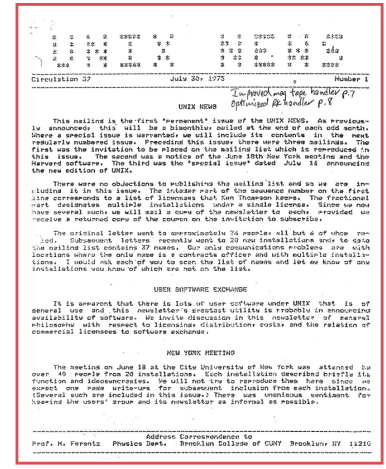 Circulation 37 July 30, 1975 Number 1
Improved mag tape handler p.7
Optimized RK handler p.8
UNIX NEWS
This mailing is the first "permanent" issue of the UNIX NEWS. As previous-
ly announced, this will be a bimonthly, mailed at the end of each odd month.
Where a special issue is warranted, we will include its contents in the next
regularly numbered issue. Preceding this issue, there were three mailings. The
first was the invitation to be placed on the mailing list which is reproduced in
this issue. The second was a notice of the June 18th New York meeting and the
Harvard software. The third was the "special issue" dated July 16 announcing
the new edition of UNIX.
There were no objections to publishing the mailing list and so we are in-
cluding it in this issue. The integer part of the sequence number on the first
line corresponds to a list of licensees that Ken Thompson keeps. The fractional
part designates multiple installations under a single license. Since we now
have several such, we will mail a copy of the newsletter to each, provided we
receive a returned copy of the coupon on the invitation to subscribe.
The original letter went to approximately 36 people, all but 6 of whom re-
plied. Subsequent letters recently went to 20 new installations and to date
the mailing list contains 37 names. Our only communications problems are with
locations where the only name is a contracts officer and with multiple installa-
tions. I would ask each of you to scan the list of names and let me know of any
installations you know of which are not on the list.
USER SOFTWARE EXCHANGE
It is apparent that there is lots of user software under UNIX that is of
general use and this newsletter's greatest utility is probably in announcing
availability of software. We invite discussion in this newsletter of general
philosophy with respect to licensing, distribution, costs, and the relation of
commercial licensees to software exchange.
NEW YORK MEETING
The meeting on June 18 at the City University of New York was attended by
over 40 people from 20 installations. Each installation described briefly its
function and ideosyncrasies. We will not try to reproduce them here since we
expect one page write-ups for subsequent inclusion from each installation.
(Several such are included in this issue.) There was unanimous sentiment for
keeping the users' group and its newsletter as informal as possible.
Address Correspondence to
Prof. M. Ferentz Physics Dept. Brooklyn College of CUNY Brooklyn, NY 11210